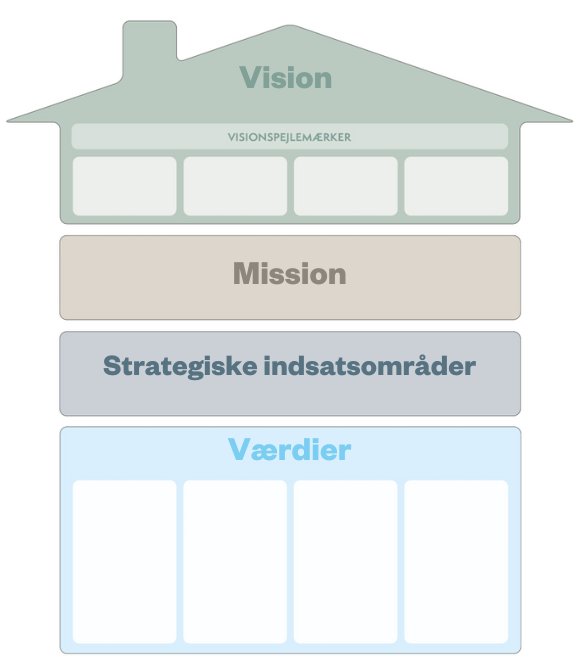 Vision
VISIONSPEJLEMÆRKER
Mission
Strategiske indsatsområder
Værdier